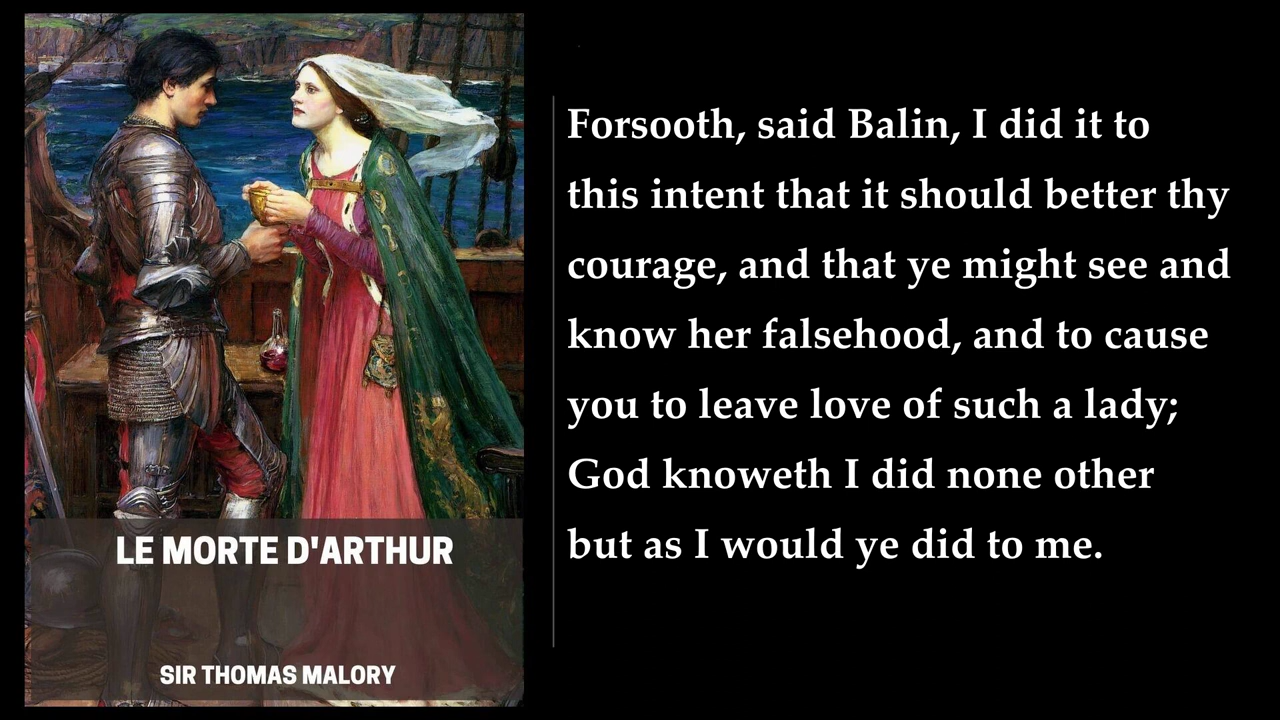 LE MORTE D'ARTHUR
SIR THOMAS MALORY
Forsooth, said Balin, I did it to
this intent that it should better thy
courage, and that ye might see and
know her falsehood, and to cause
you to leave love of such a lady;
God knoweth I did none other
but as I would ye did to me.